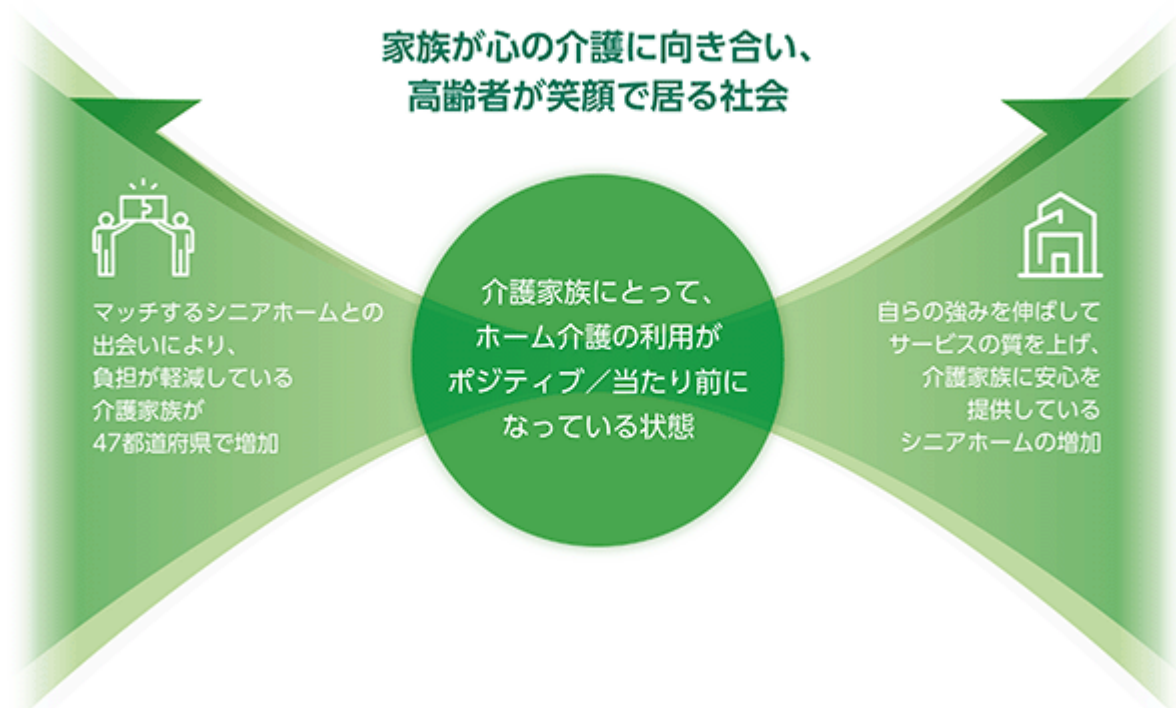 家族が心の介護に向き合い、
高齢者が笑顔で居る社会
マッチするシニアホームとの
出会いにより、
負担が軽減している
介護家族が
47都道府県で増加
介護家族にとって、
ホーム介護の利用が
ポジティブ／当たり前に
なっている状態
自らの強みを伸ばして
サービスの質を上げ、
介護家族に安心を
提供している
シニアホームの増加